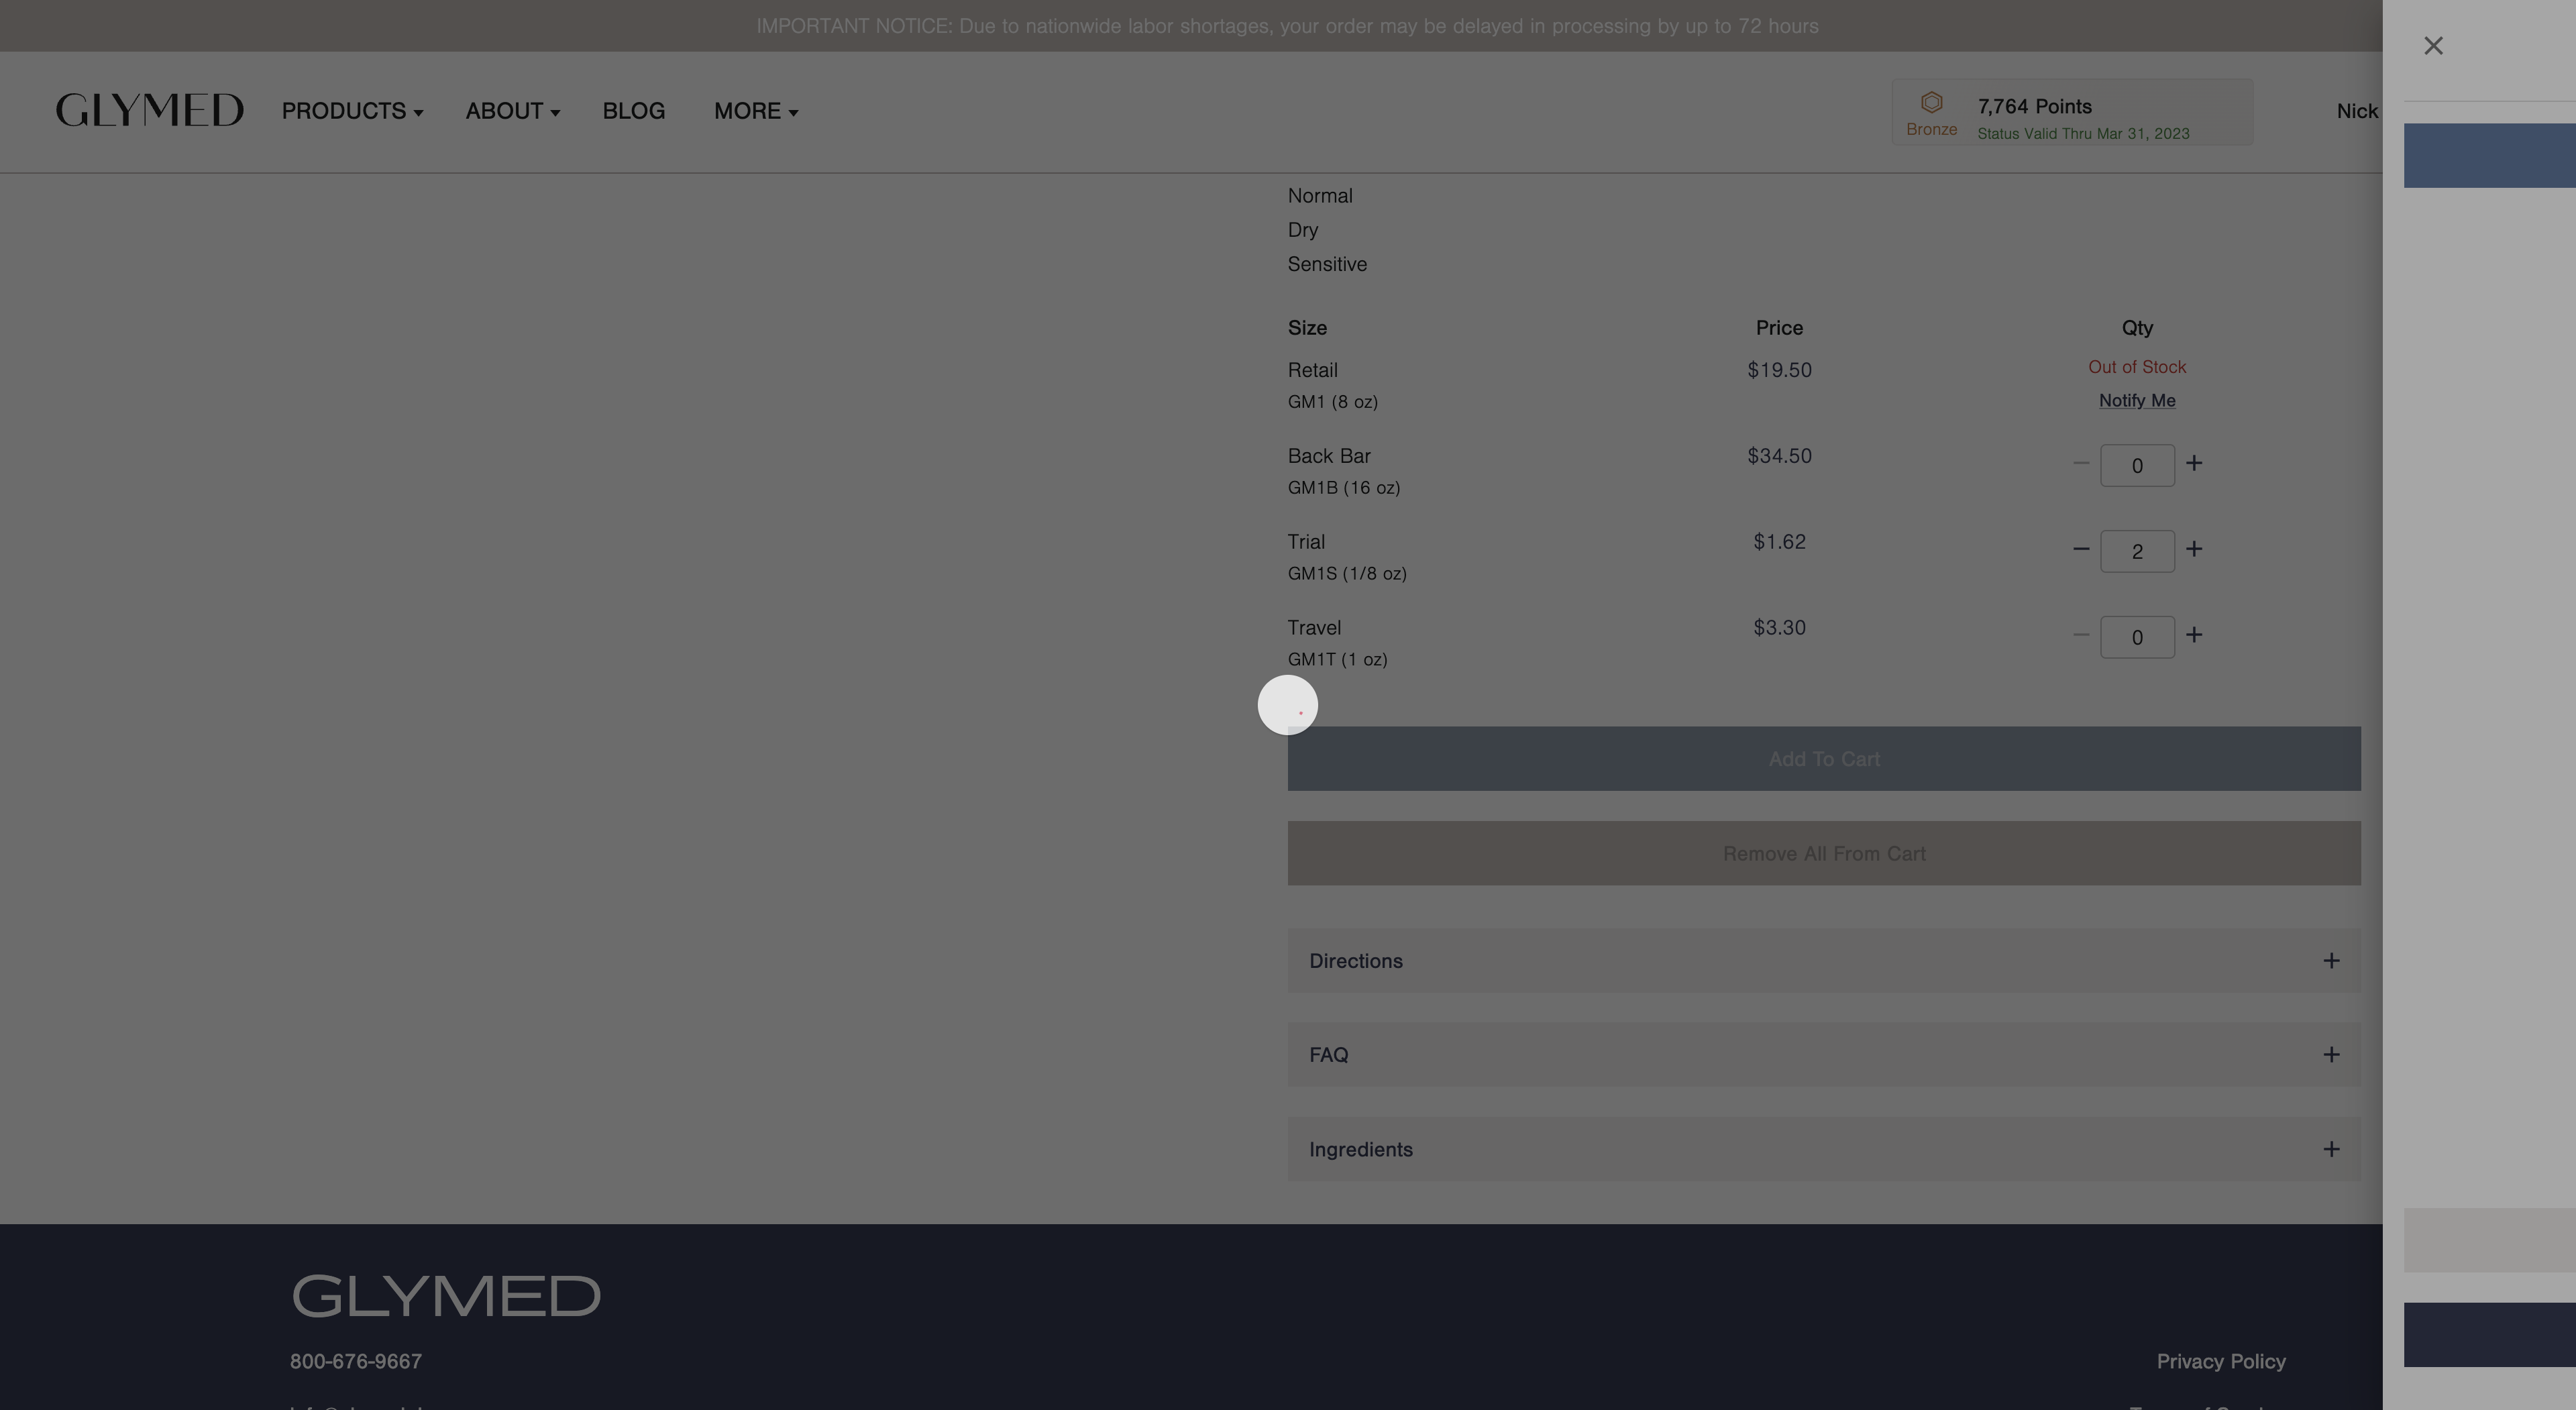 IMPORTANT NOTICE: Due to nationwide labor shortages, your order may be delayed in processing by up to 72 hours
GLYMED PRODUCTS ABOUT BLOG MORE
Bronze
7,764 Points
Status Valid Thru Mar 31, 2023
Nick
Normal
Dry
Sensitive
Size Price Qty
Retail $19.50 Out of Stock
GM1 (8 oz) Notify Me
Back Bar $34.50 0
GM1B (16 oz)
Trial $1.62 2
GM1S (1/8 oz)
Travel $3.30 0
GM1T (1 oz)
Add To Cart
Remove All From Cart
Directions
FAQ
Ingredients
GLYMED
800-676-9667 Privacy Policy